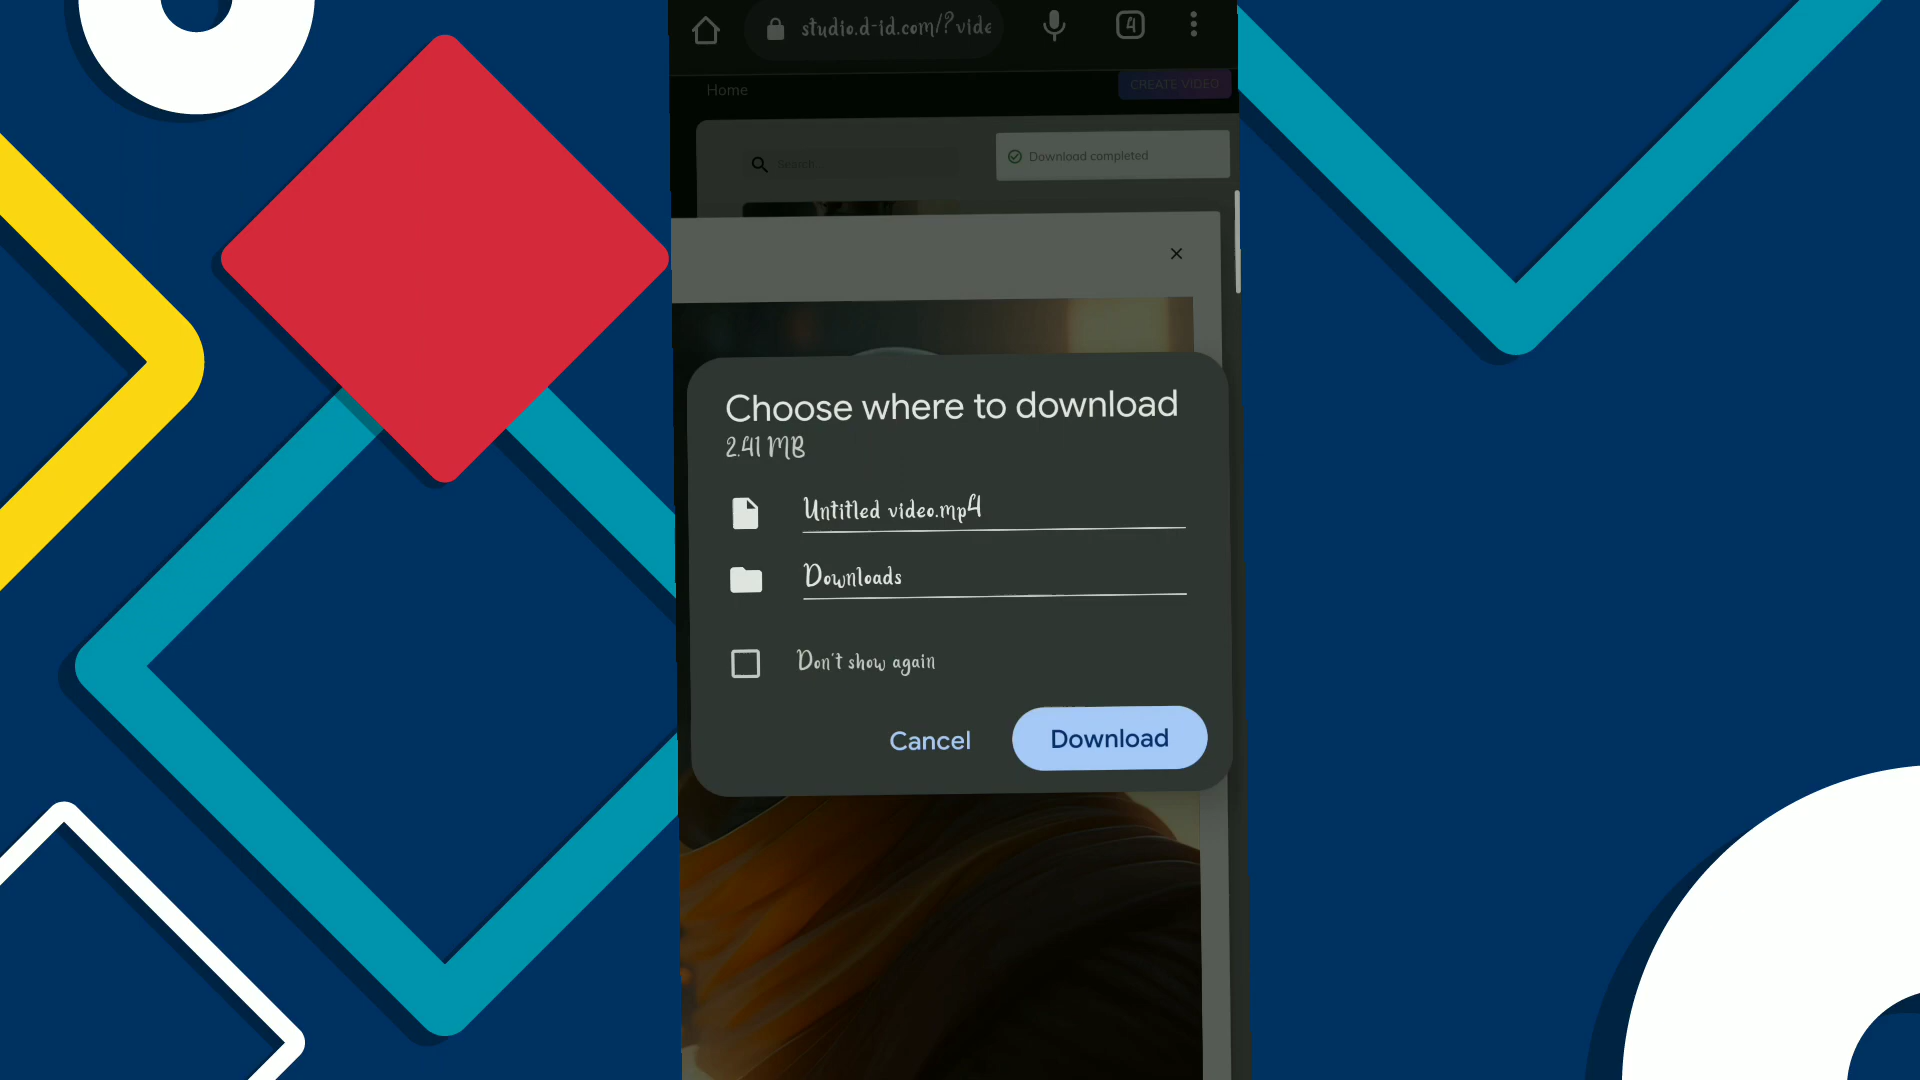 studio.d-id.com/?vide
4
Home
CREATE VIDEO
Search...
Download completed
Choose where to download
2.41 MB
Untitled video.mp4
Downloads
Don't show again
Cancel
Download